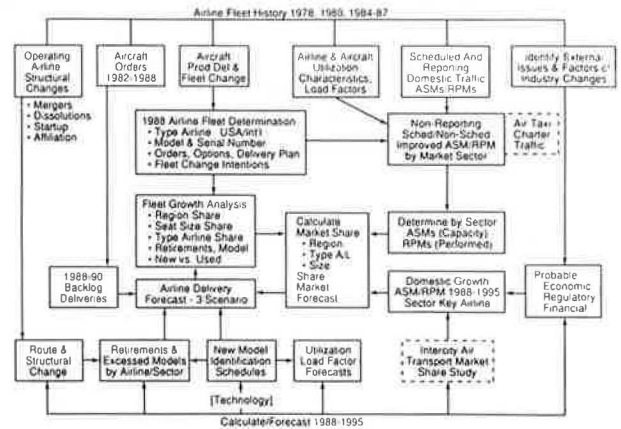 Airline Fleet History 1978, 1980, 1984-87
Operating
Airline
Structural
Changes
• Mergers
• Dissolutions
• Startup
• Affiliation
Aircraft
Orders
1982-1988
Aircraft
Prod Del &
Fleet Change
Airline & Aircraft
Utilization
Characteristics,
Load Factors
Scheduled And
Reporting
Domestic Traffic
ASMs RPMs
Identify External
Issues & Factors of
Industry Changes
1988 Airline Fleet Determination
• Type Airline USA/Int'l
• Model & Serial Number
• Orders, Options, Delivery Plan
• Fleet Change Intentions
Non-Reporting
Sched/Non-Sched
Improved ASM/RPM
by Market Sector
Air Taxi
Charter
Traffic
Fleet Growth Analysis
• Region Share
• Seat Size Share
• Type Airline Share
• Retirements, Model
• New vs. Used
Calculate
Market Share
• Region
• Type A/L
• Size
Share
Market
Forecast
Determine by Sector
ASMs (Capacity)
RPMs (Performed)
1988-90
Backlog
Deliveries
Airline Delivery
Forecast - 3 Scenario
Domestic Growth
ASM/RPM 1988-1995
Sector Key Airline
Probable
Economic
Regulatory
Financial
Route &
Structural
Change
Retirements &
Excessed Models
by Airline/Sector
New Model
Identification
Schedules
Utilization
Load Factor
Forecasts
Intercity Air
Transport Market
Share Study
[Technology]
Calculate/Forecast 1988-1995